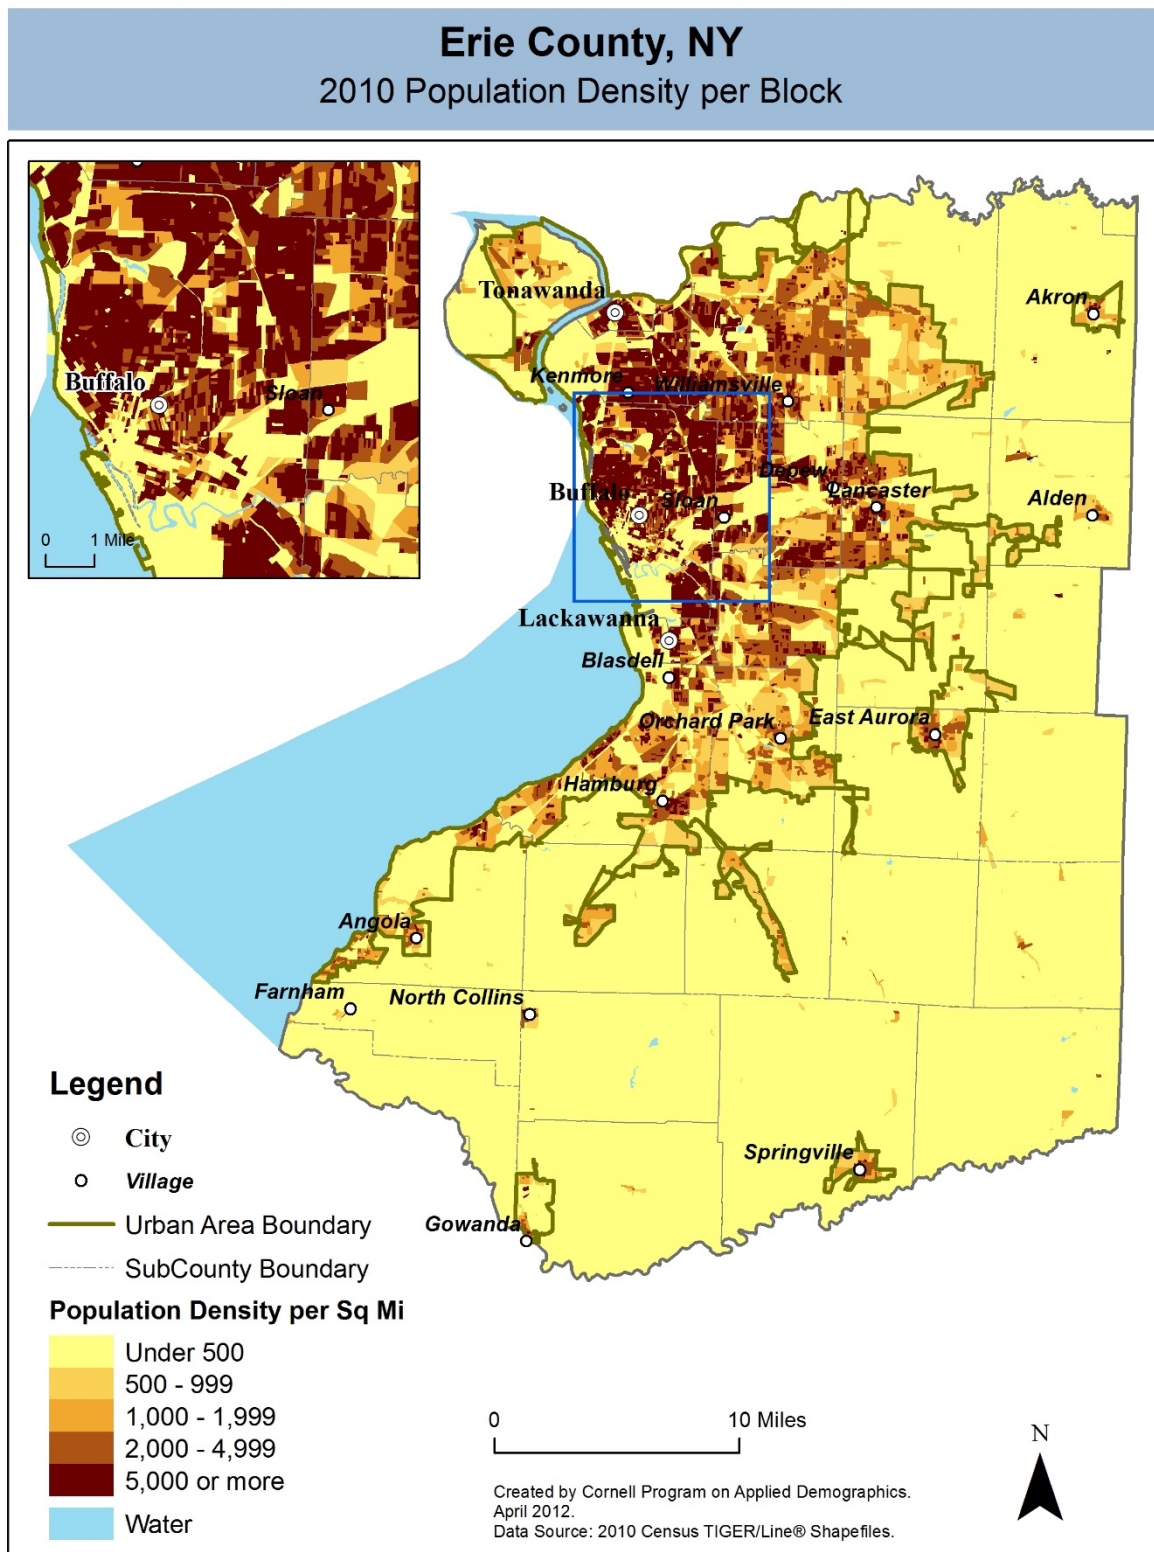 Erie County, NY
2010 Population Density per Block
Buffalo
Sloan
0 1 Mile
Tonawanda
Akron
Kenmore
Williamsville
Depew
Buffalo
Sloan
Lancaster
Alden
Lackawanna
Blasdell
Orchard Park
East Aurora
Hamburg
Angola
Farnham
North Collins
Springville
Gowanda
Legend
City
Village
Urban Area Boundary
SubCounty Boundary
Population Density per Sq Mi
Under 500
500 - 999
1,000 - 1,999
2,000 - 4,999
5,000 or more
Water
0 10 Miles
N
Created by Cornell Program on Applied Demographics.
April 2012.
Data Source: 2010 Census TIGER/Line® Shapefiles.